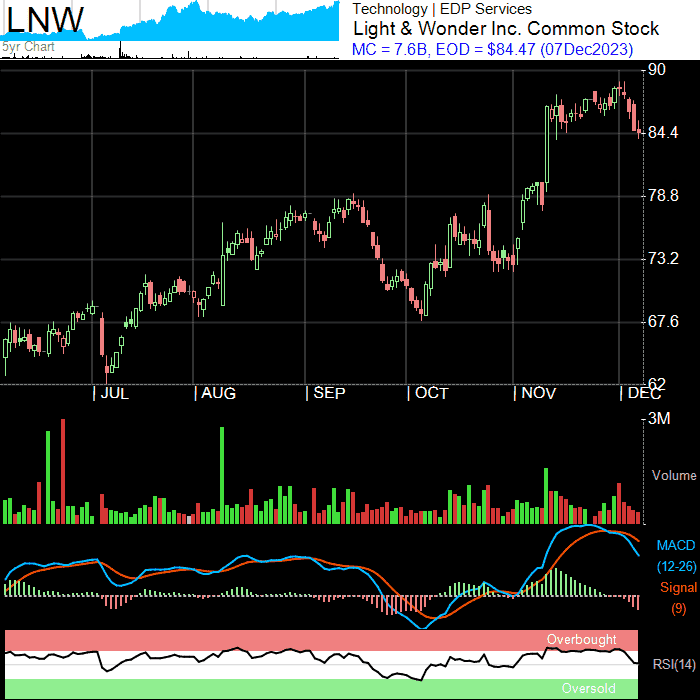 LNW
5yr Chart
Technology | EDP Services
Light & Wonder Inc. Common Stock
MC = 7.6B, EOD = $84.47 (07Dec2023)
90
84.4
78.8
73.2
67.6
62
| JUL | AUG | SEP | OCT | NOV | DEC
3M
Volume
MACD
(12-26)
Signal
(9)
Overbought
RSI(14)
Oversold